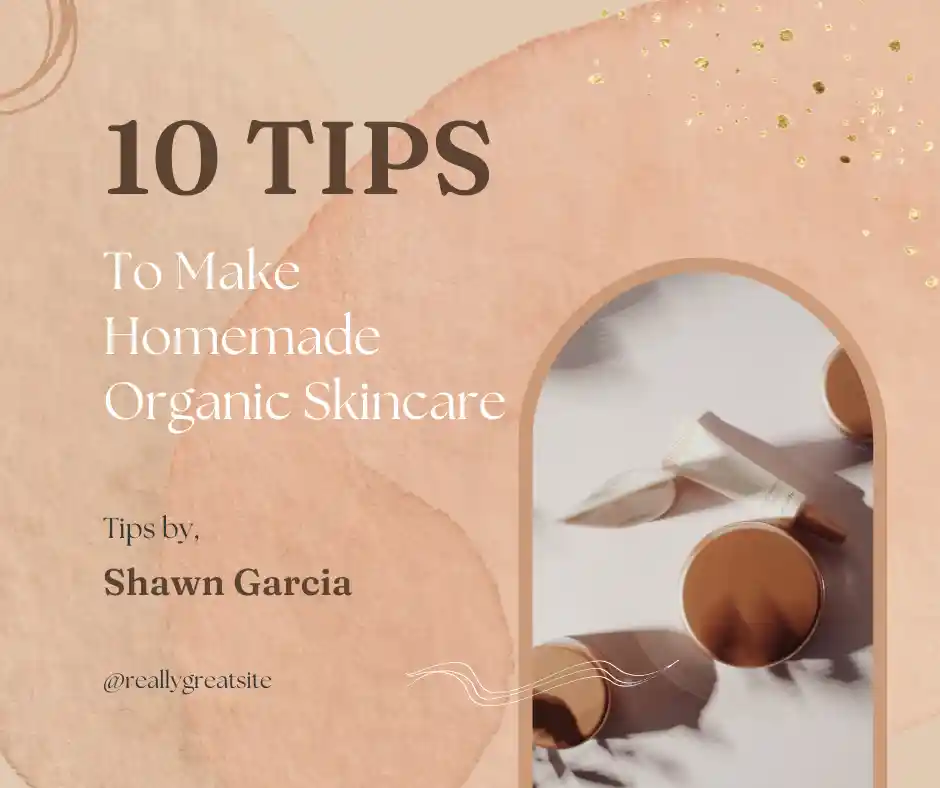 10 TIPS
To Make
Homemade
Organic Skincare
Tips by,
Shawn Garcia
@reallygreatsite